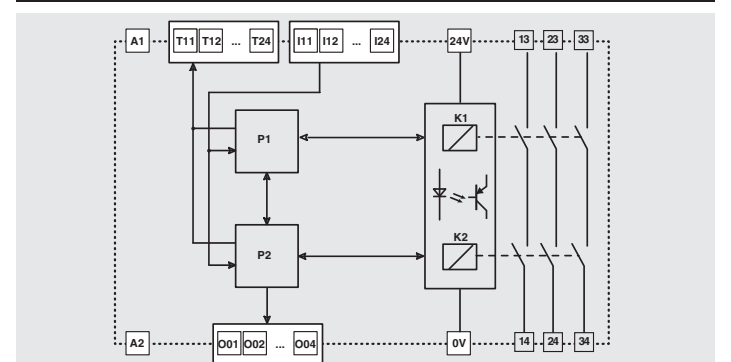 A1 T11 T12 ... T24 I11 I12 ... I24 24V 13 23 33
K1
P1
K2
P2
A2 O01 O02 ... O04 0V 14 24 34